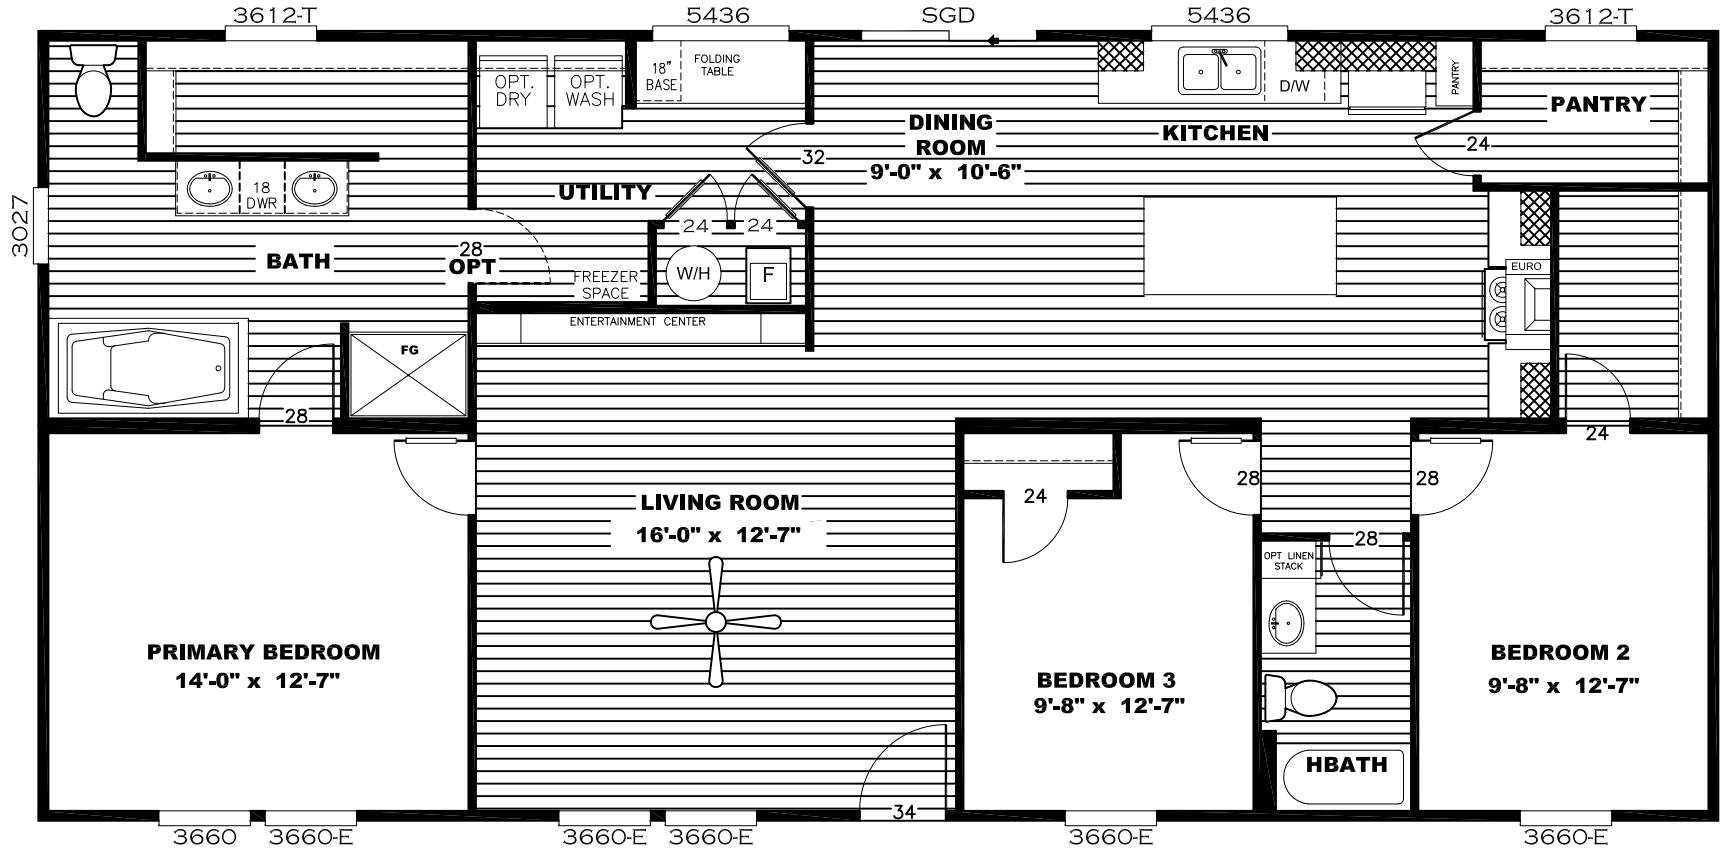 3612-T
5436
SGD
5436
3612-T
18"
BASE
FOLDING
TABLE
OPT.
DRY
OPT.
WASH
D/W
PANTRY
PANTRY
DINING
ROOM
9'-0" x 10'-6"
KITCHEN
24
32
18
DWR
UTILITY
3027
24
24
BATH
28
OPT
FREEZER
SPACE
W/H
F
EURO
ENTERTAINMENT CENTER
FG
28
24
LIVING ROOM
16'-0" x 12'-7"
24
28
28
28
OPT LINEN
STACK
PRIMARY BEDROOM
14'-0" x 12'-7"
BEDROOM 3
9'-8" x 12'-7"
BEDROOM 2
9'-8" x 12'-7"
HBATH
34
3660
3660-E
3660-E
3660-E
3660-E
3660-E